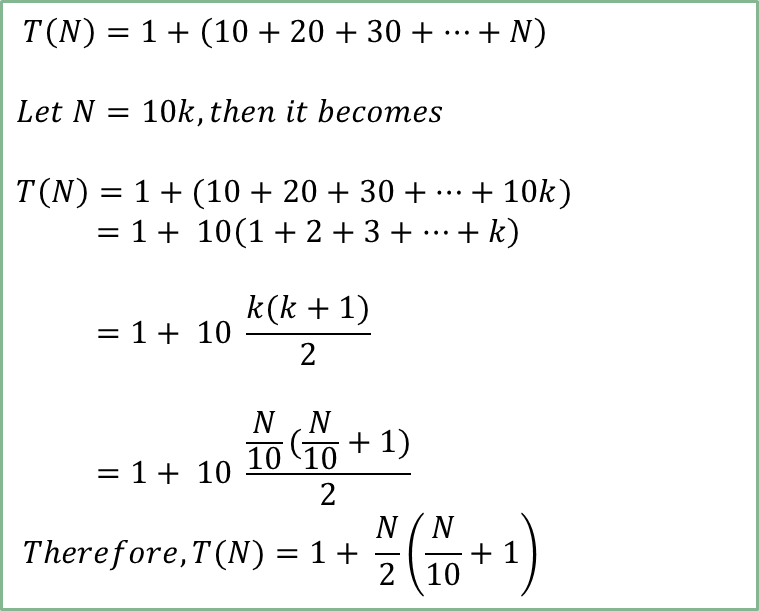 T(N) = 1 + (10 + 20 + 30 + ⋯ + N)
Let N = 10k, then it becomes
T(N) = 1 + (10 + 20 + 30 + ⋯ + 10k)
= 1 + 10(1 + 2 + 3 + ⋯ + k)
= 1 + 10 k(k + 1)/2
= 1 + 10 N/10(N/10 + 1)/2
Therefore, T(N) = 1 + N/2(N/10 + 1)